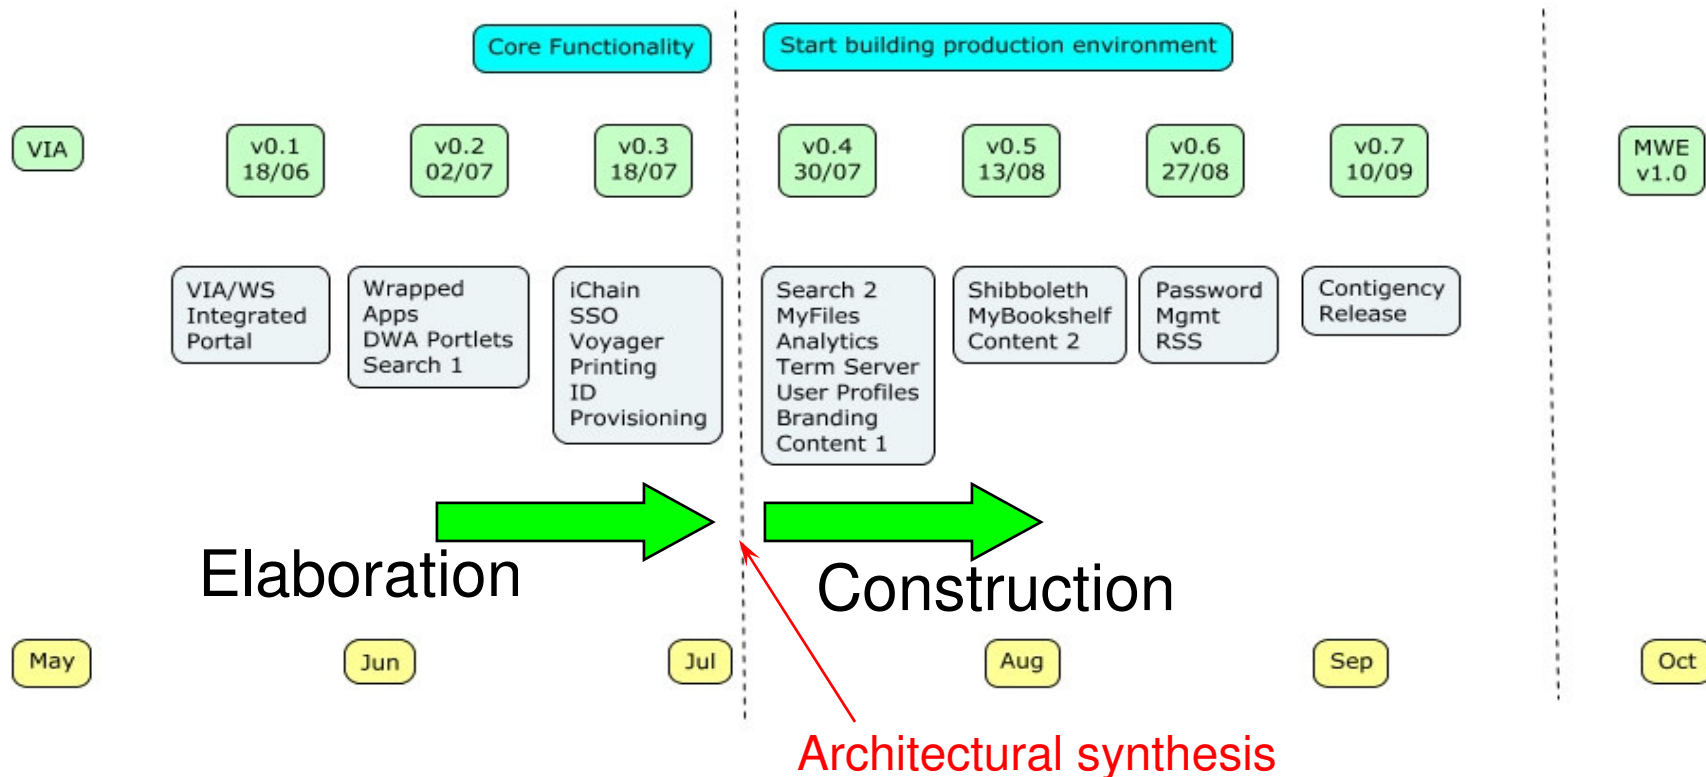 Core Functionality
Start building production environment
VIA
v0.1
18/06
v0.2
02/07
v0.3
18/07
v0.4
30/07
v0.5
13/08
v0.6
27/08
v0.7
10/09
MWE
v1.0
VIA/WS
Integrated
Portal
Wrapped
Apps
DWA Portlets
Search 1
iChain
SSO
Voyager
Printing
ID
Provisioning
Search 2
MyFiles
Analytics
Term Server
User Profiles
Branding
Content 1
Shibboleth
MyBookshelf
Content 2
Password
Mgmt
RSS
Contigency
Release
Elaboration
Construction
May
Jun
Jul
Aug
Sep
Oct
Architectural synthesis